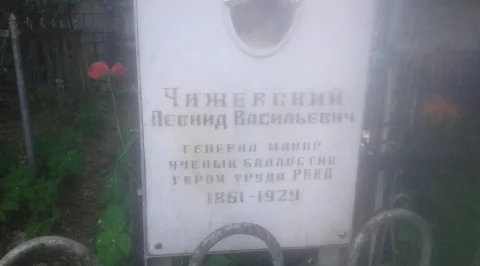 Чижевский
Леонид Васильевич
генерал майор
ученый баллистик
герой труда РККА
1861-1929